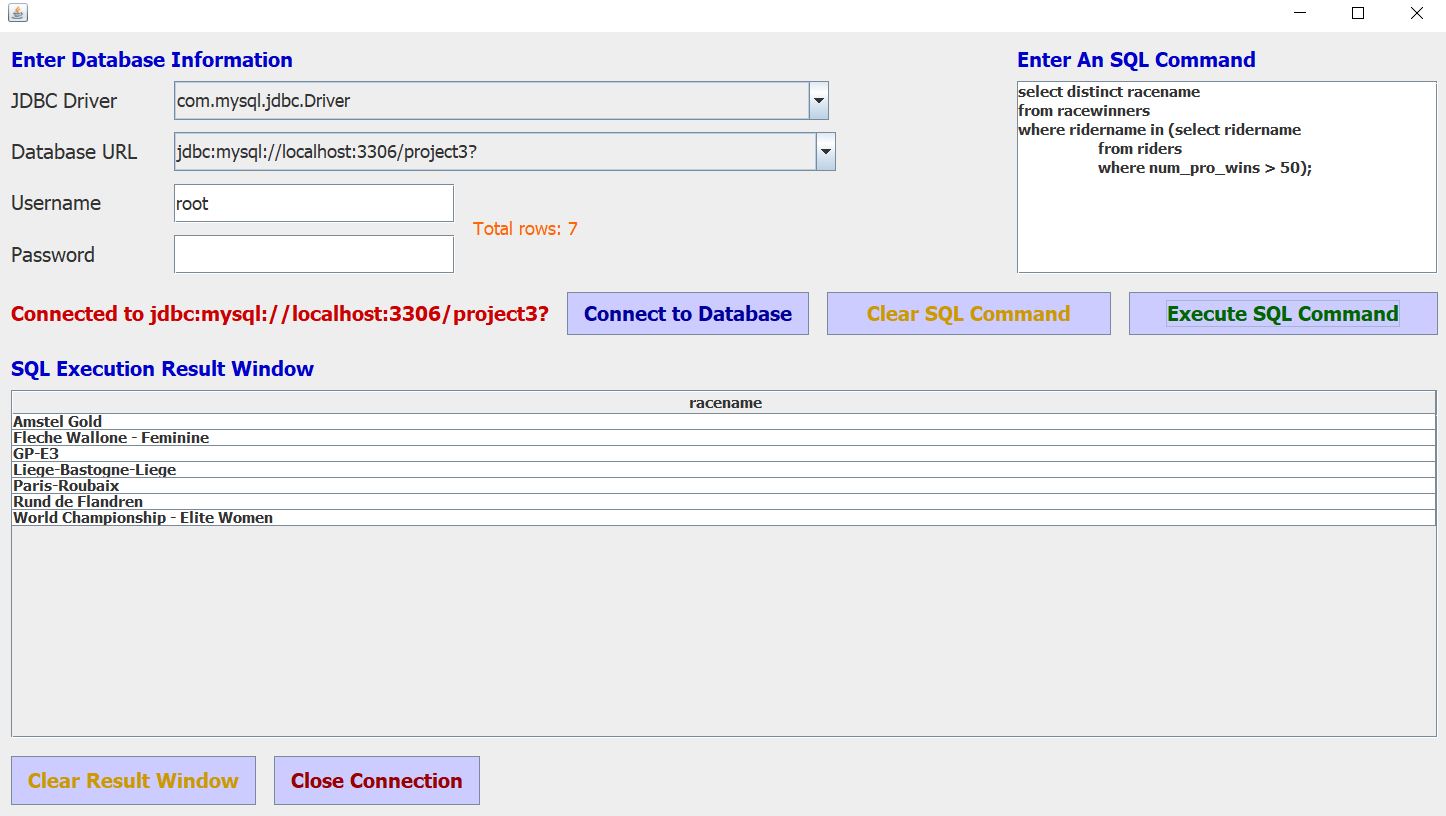 Enter Database Information
Enter An SQL Command
JDBC Driver
com.mysql.jdbc.Driver
Database URL
jdbc:mysql://localhost:3306/project3?
Username
root
Password
Total rows: 7
select distinct racename
from racewinners
where ridername in (select ridername
from riders
where num_pro_wins > 50);
Connected to jdbc:mysql://localhost:3306/project3?
Connect to Database
Clear SQL Command
Execute SQL Command
SQL Execution Result Window
racename
Amstel Gold
Fleche Wallone - Feminine
GP-E3
Liege-Bastogne-Liege
Paris-Roubaix
Rund de Flandren
World Championship - Elite Women
Clear Result Window
Close Connection